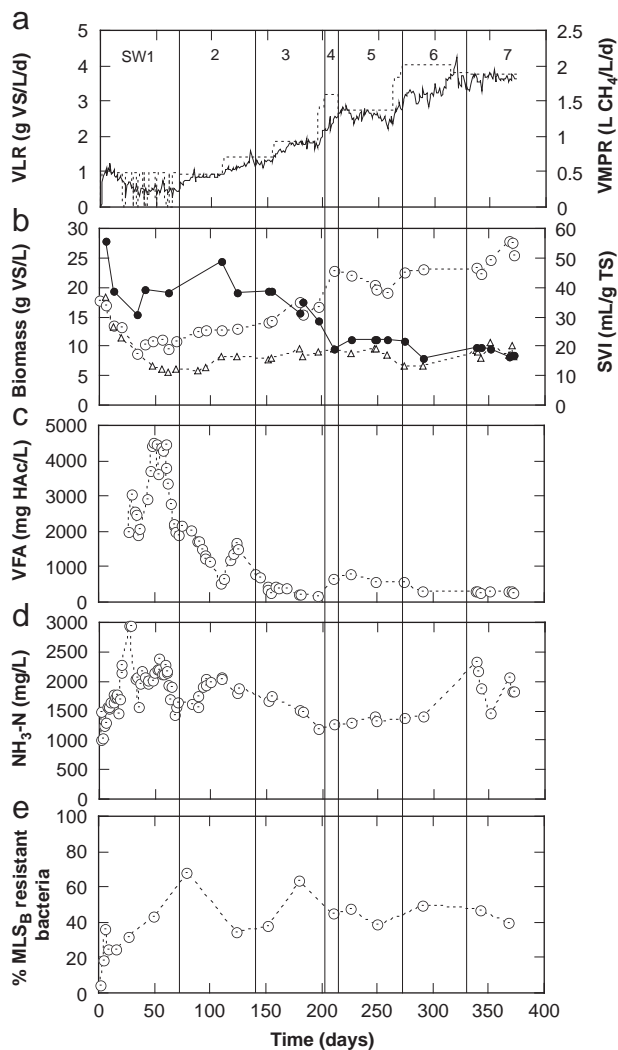 a
VLR (g VS/L/d)
5
4
3
2
1
0
SW1 2 3 4 5 6 7
2.5
2
1.5
1
0.5
0
VMPR (L CH₄/L/d)
b
Biomass (g VS/L)
30
25
20
15
10
5
0
60
50
40
30
20
10
0
SVI (mL/g TS)
c
VFA (mg HAc/L)
5000
4000
3000
2000
1000
0
d
NH₃-N (mg/L)
3000
2500
2000
1500
1000
500
0
e
% MLS_B resistant
bacteria
100
80
60
40
20
0
0 50 100 150 200 250 300 350 400
Time (days)